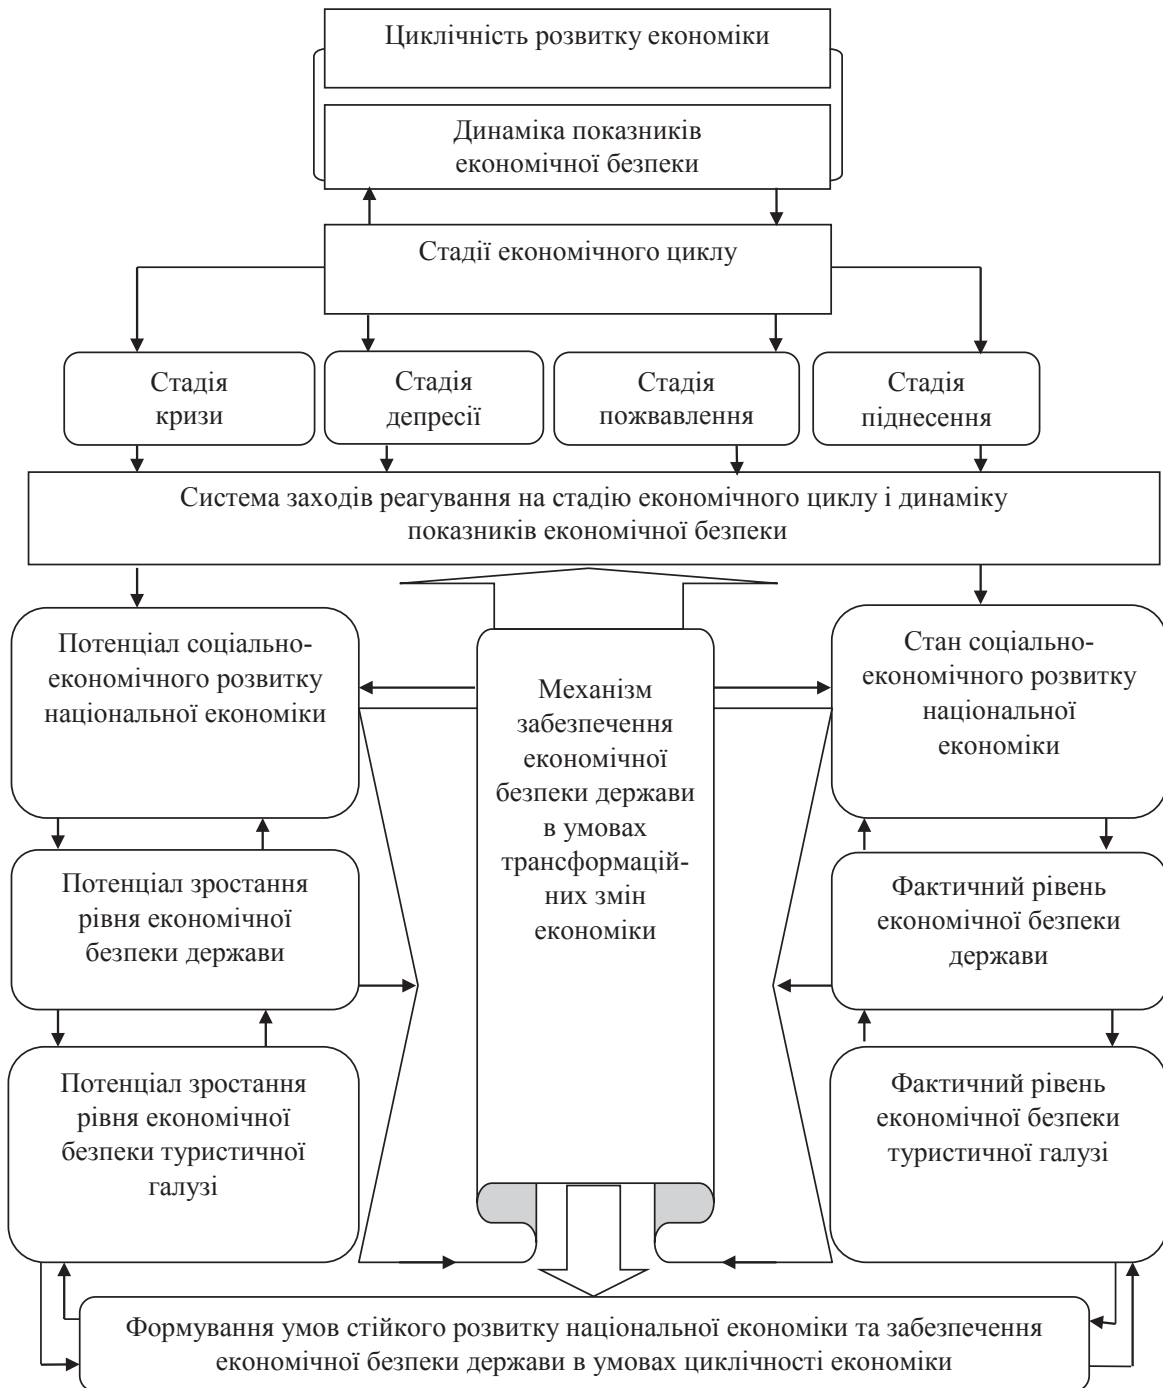 Циклічність розвитку економіки
Динаміка показників
економічної безпеки
Стадії економічного циклу
Стадія
кризи
Стадія
депресії
Стадія
пожвавлення
Стадія
піднесення
Система заходів реагування на стадію економічного циклу і динаміку
показників економічної безпеки
Потенціал соціально-
економічного розвитку
національної економіки
Механізм
забезпечення
економічної
безпеки держави
в умовах
трансформацій-
них змін
економіки
Стан соціально-
економічного розвитку
національної
економіки
Потенціал зростання
рівня економічної
безпеки держави
Фактичний рівень
економічної безпеки
держави
Потенціал зростання
рівня економічної
безпеки туристичної
галузі
Фактичний рівень
економічної безпеки
туристичної галузі
Формування умов стійкого розвитку національної економіки та забезпечення
економічної безпеки держави в умовах циклічності економіки